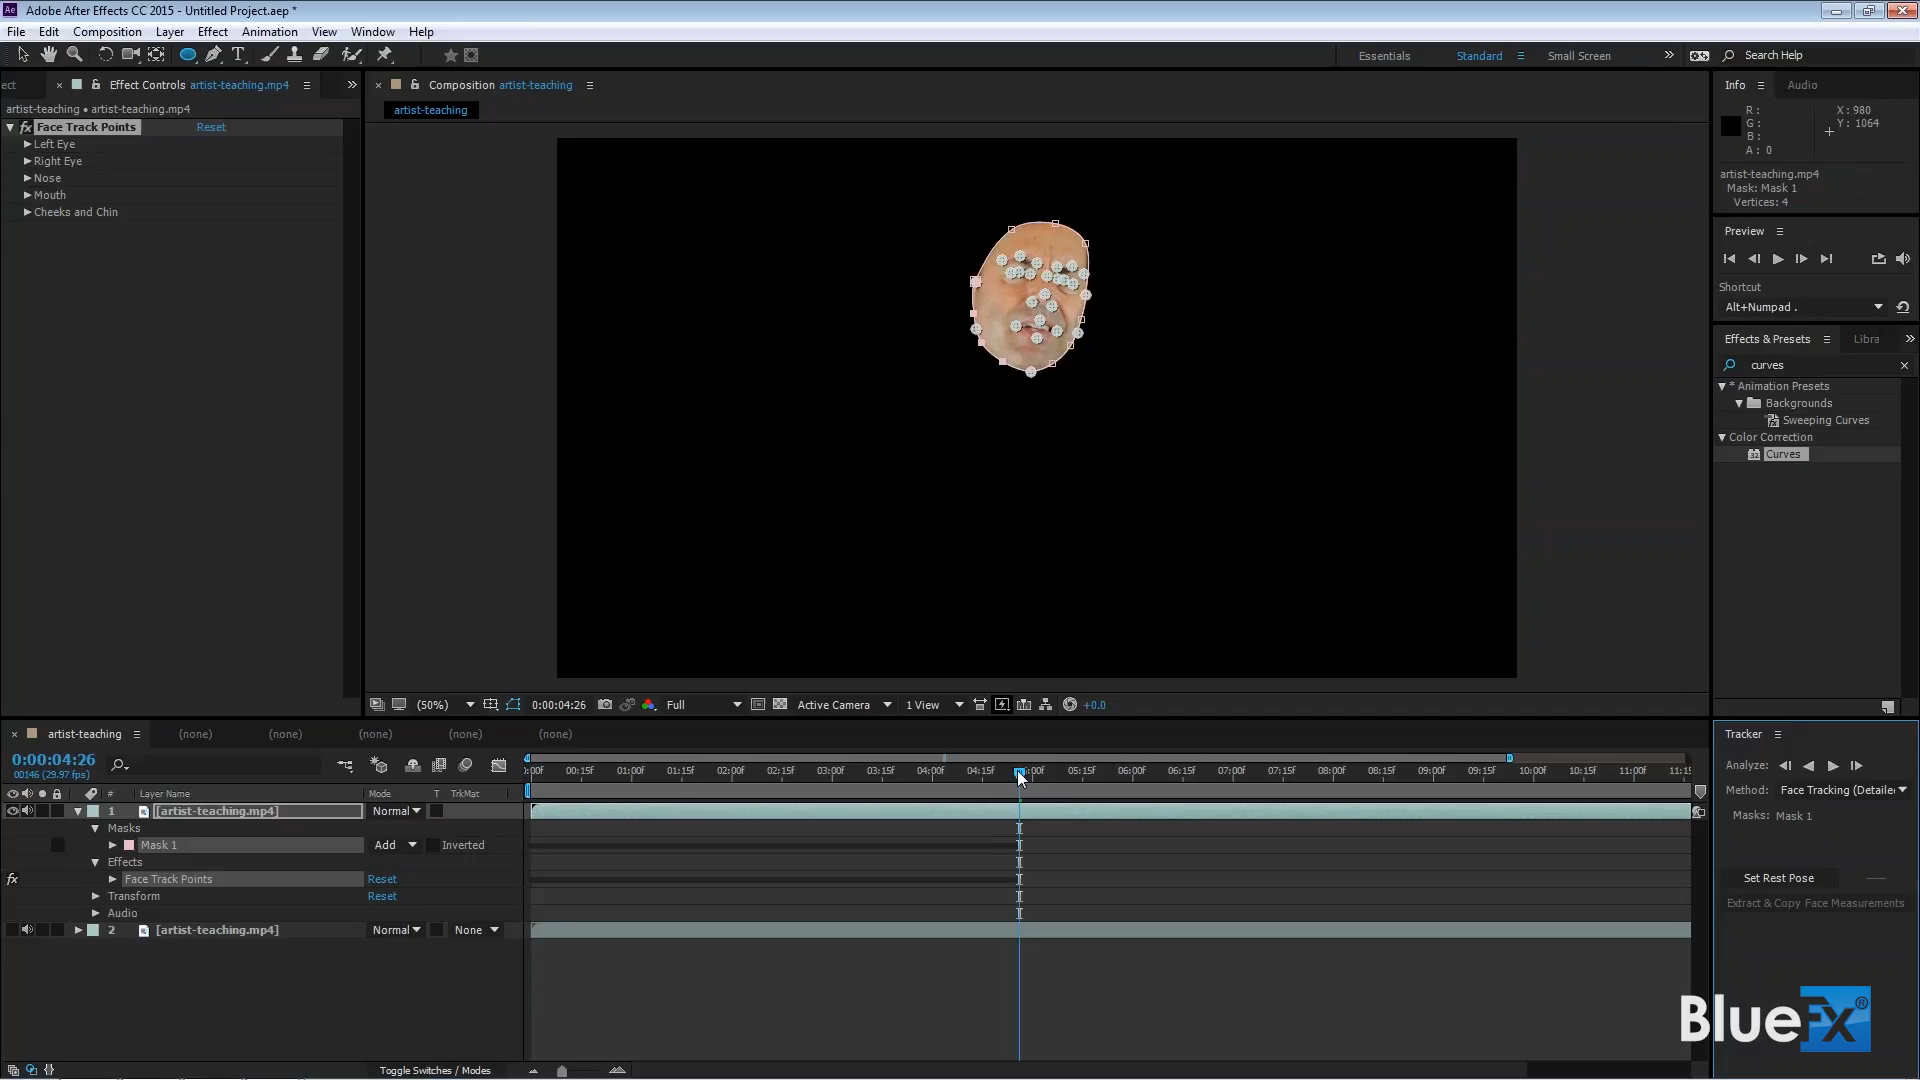 Adobe After Effects CC 2015 - Untitled Project.aep *
File Edit Composition Layer Effect Animation View Window Help
Essentials Standard Small Screen Search Help
ect Effect Controls artist-teaching.mp4
artist-teaching • artist-teaching.mp4
Face Track Points Reset
Left Eye
Right Eye
Nose
Mouth
Cheeks and Chin
Composition artist-teaching
artist-teaching
(50%) 0:00:04:26 Full Active Camera 1 View +0.0
Info Audio
R :
G :
B :
A : 0
X : 980
Y : 1064
artist-teaching.mp4
Mask: Mask 1
Vertices: 4
Preview
Shortcut
Alt+Numpad .
Effects & Presets Libra
curves
* Animation Presets
Backgrounds
Sweeping Curves
Color Correction
Curves
artist-teaching (none) (none) (none) (none) (none)
0:00:04:26
00146 (29.97 fps)
# Layer Name Mode T TrkMat
:00f 00:15f 01:00f 01:15f 02:00f 02:15f 03:00f 03:15f 04:00f 04:15f :00f 05:15f 06:00f 06:15f 07:00f 07:15f 08:00f 08:15f 09:00f 09:15f 10:00f 10:15f 11:00f 11:15
1 [artist-teaching.mp4] Normal
Masks
Mask 1 Add Inverted
Effects
fx Face Track Points Reset
Transform Reset
Audio
2 [artist-teaching.mp4] Normal None
Toggle Switches / Modes
Tracker
Analyze:
Method: Face Tracking (Detailed
Masks: Mask 1
Set Rest Pose
Extract & Copy Face Measurements
BlueFX®